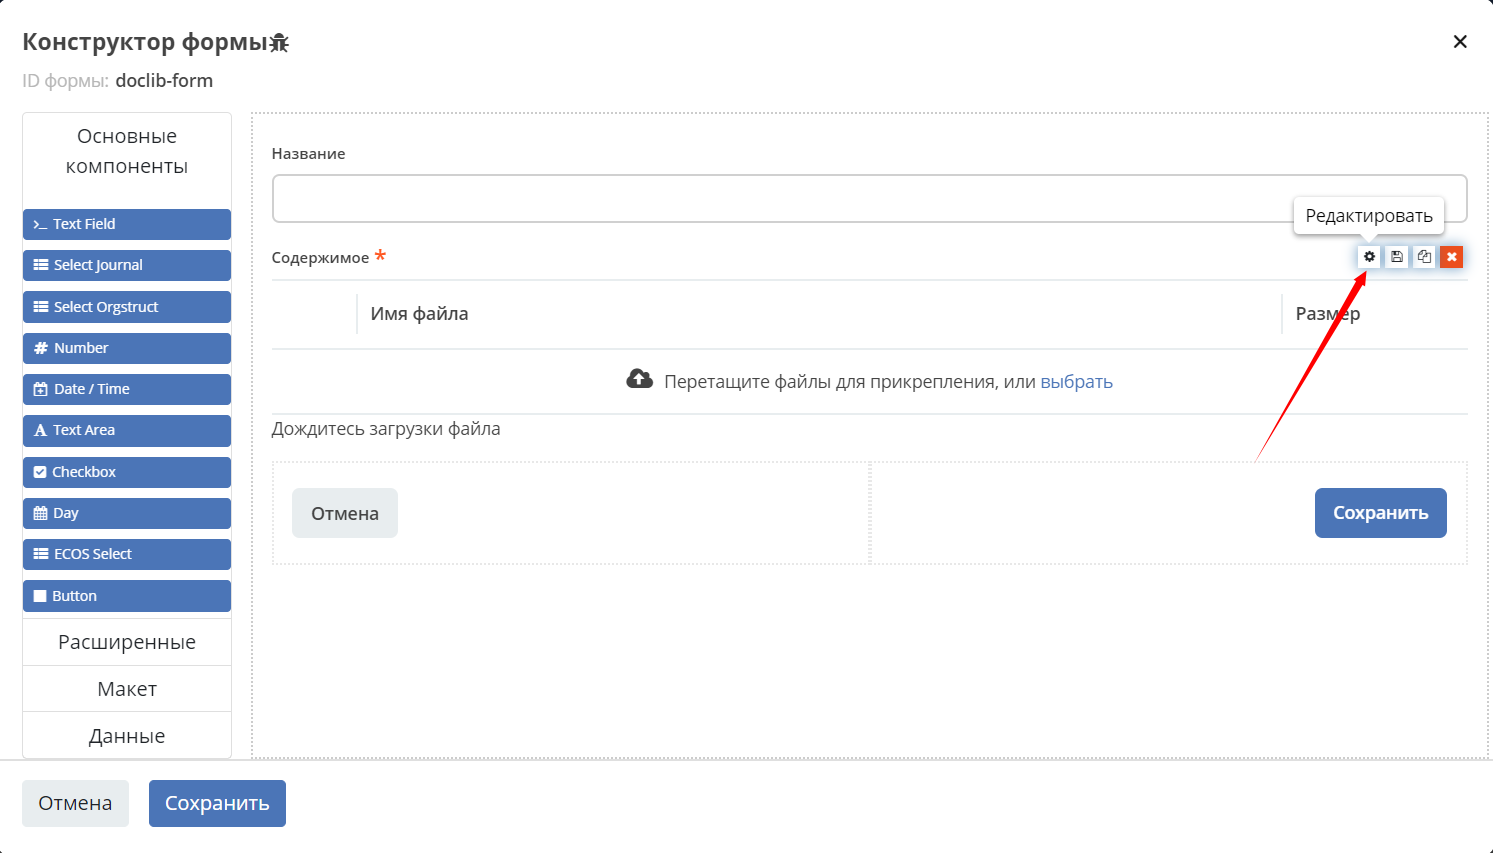 Конструктор формы
ID формы: doclib-form
Основные
компоненты
Text Field
Select Journal
Select Orgstruct
Number
Date / Time
Text Area
Checkbox
Day
ECOS Select
Button
Расширенные
Макет
Данные
Название
Редактировать
Содержимое *
Имя файла
Размер
Перетащите файлы для прикрепления, или выбрать
Дождитесь загрузки файла
Отмена
Сохранить
Отмена
Сохранить